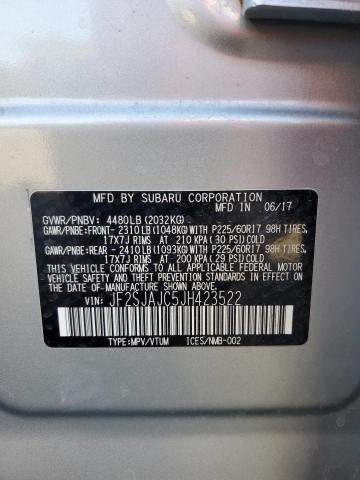 MFD BY SUBARU CORPORATION
MFD IN 06/17
GVWR/PNBV: 4480LB (2032KG)
GAWR/PNBE:FRONT-2310LB(1048KG) WITH P225/60R17 98H TIRES,
17X7J RIMS AT 210 KPA (30 PSI)COLD
GAWR/PNBE:REAR -2410LB(1093KG) WITH P225/60R17 98H TIRES,
17X7J RIMS AT 200 KPA (29 PSI)COLD
THIS VEHICLE CONFORMS TO ALL APPLICABLE FEDERAL MOTOR
VEHICLE SAFETY AND THEFT PREVENTION STANDARDS IN EFFECT
ON THE DATE OF MANUFACTURE SHOWN ABOVE.
VIN: JF2SJAJC5JH423522
TYPE:MPV/VTUM ICES/NMB-002